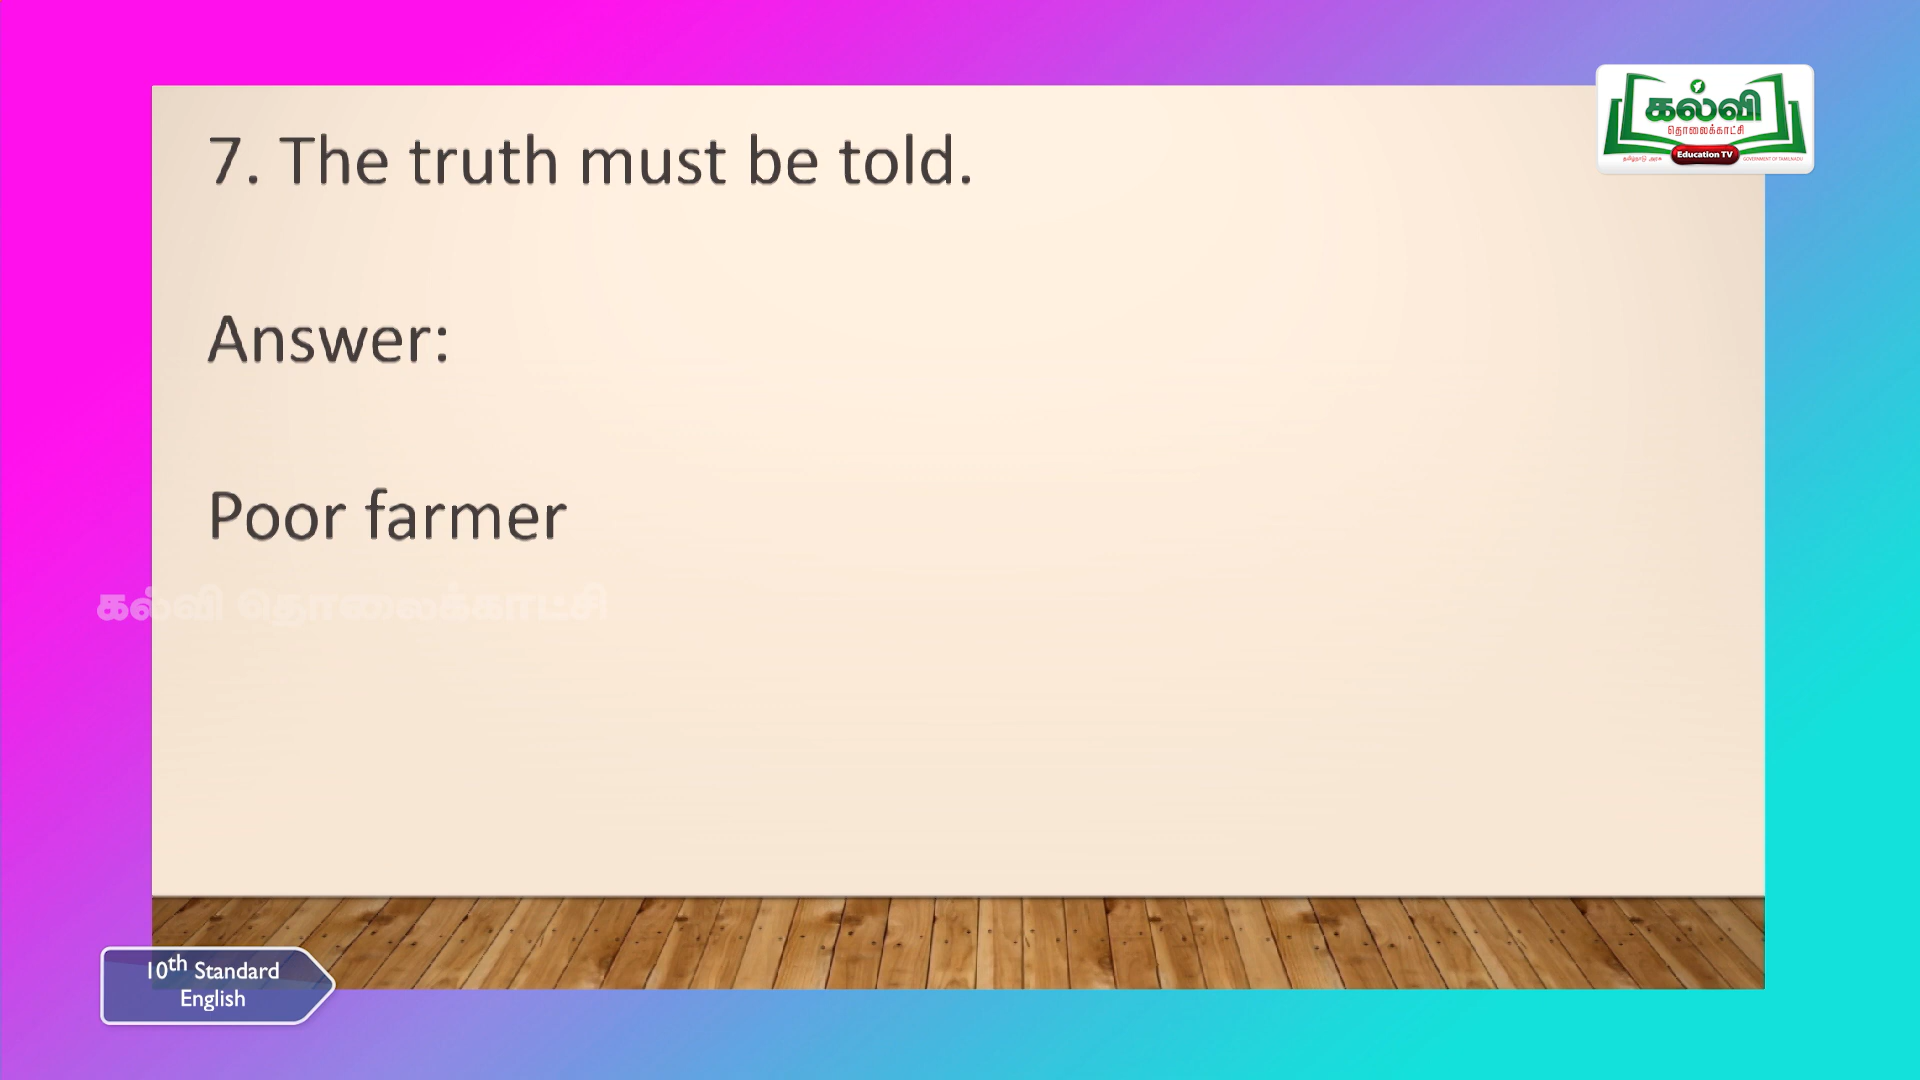 கல்வி
தொலைக்காட்சி
தமிழ்நாடு அரசு
Education TV
GOVERNMENT OF TAMILNADU
7. The truth must be told.
Answer:
Poor farmer
கல்வி தொலைக்காட்சி
10th Standard
English